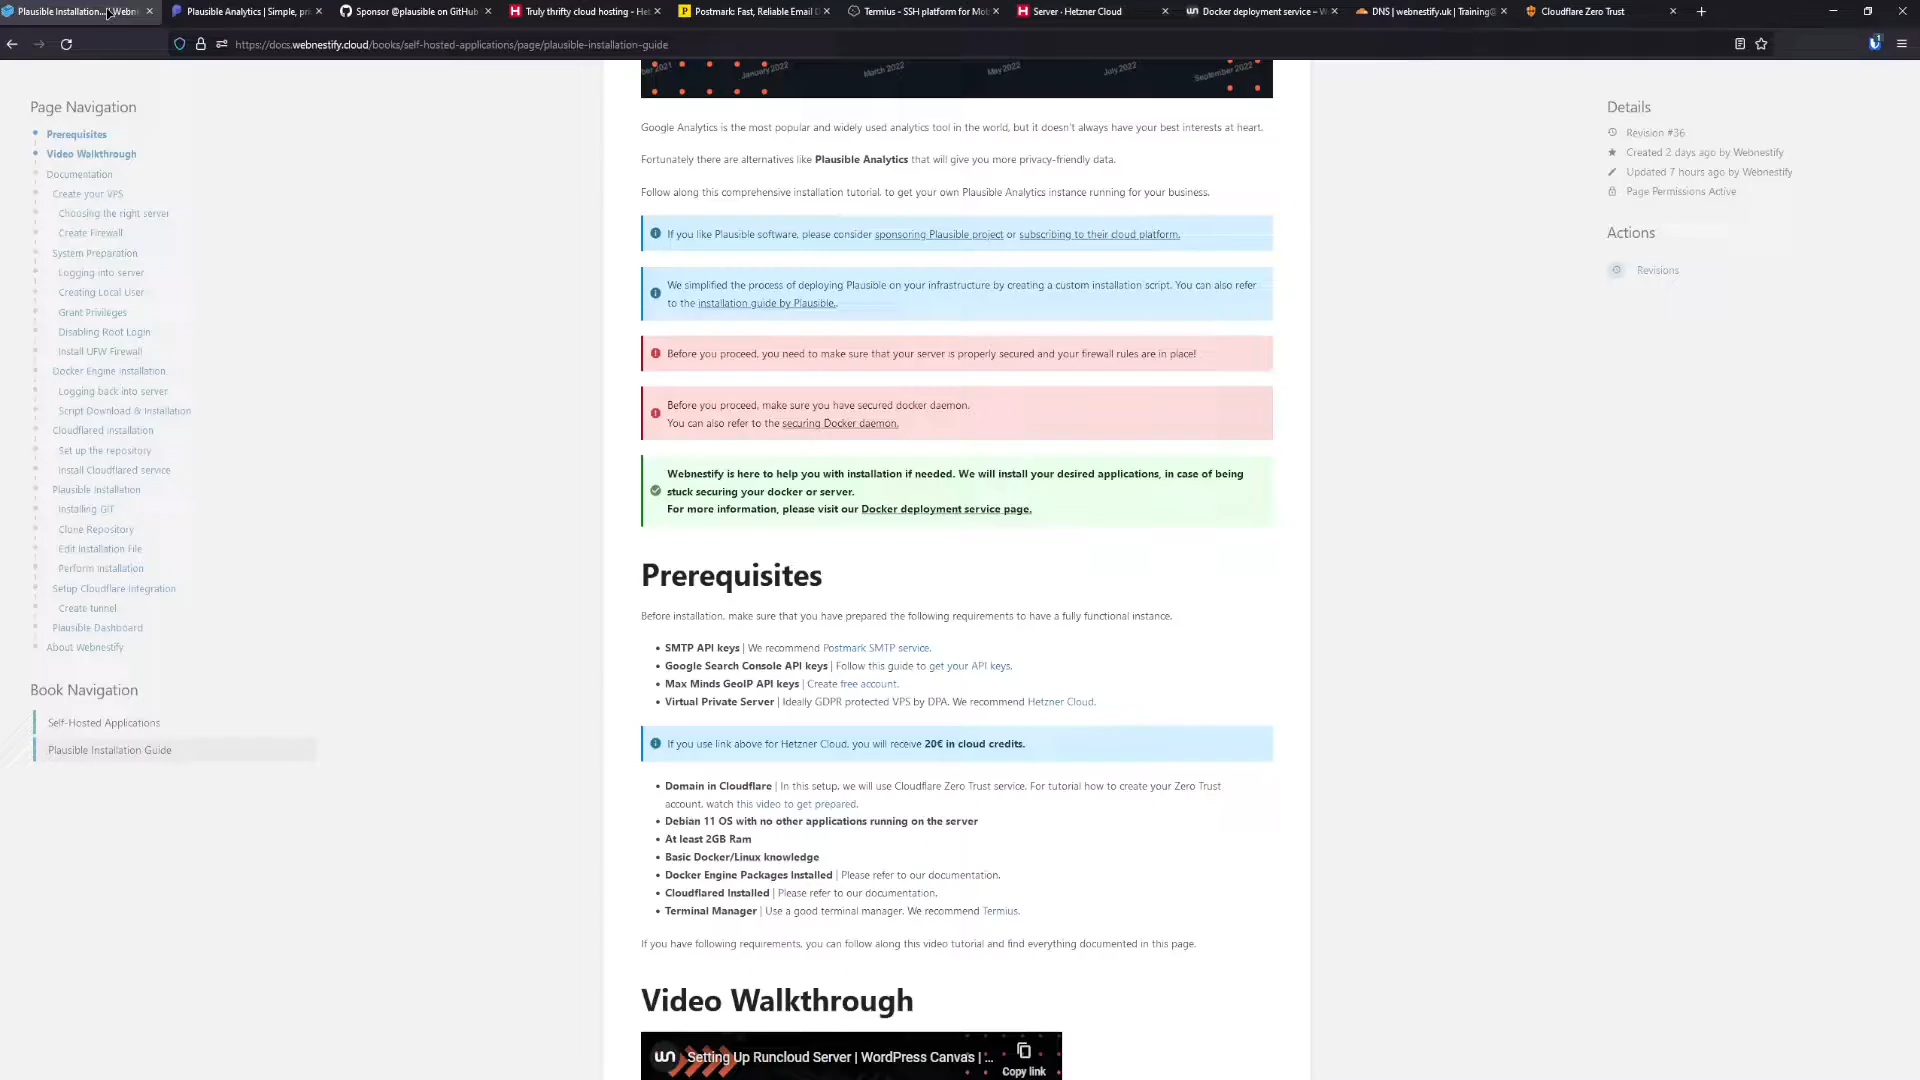 Plausible Installation... | Webn
Plausible Analytics | Simple, pri
Sponsor @plausible on GitHub
Truly thrifty cloud hosting - He
Postmark: Fast, Reliable Email D
Termius - SSH platform for Mob
Server · Hetzner Cloud
Docker deployment service – W
DNS | webnestify.uk | Training@
Cloudflare Zero Trust
https://docs.webnestify.cloud/books/self-hosted-applications/page/plausible-installation-guide
Page Navigation
Prerequisites
Video Walkthrough
Documentation
Create your VPS
Choosing the right server
Create Firewall
System Preparation
Logging into server
Creating Local User
Grant Privileges
Disabling Root Login
Install UFW Firewall
Docker Engine Installation
Logging back into server
Script Download & Installation
Cloudflared installation
Set up the repository
Install Cloudflared service
Plausible Installation
Installing GIT
Clone Repository
Edit Installation File
Perform Installation
Setup Cloudflare integration
Create tunnel
Plausible Dashboard
About Webnestify
Book Navigation
Self-Hosted Applications
Plausible Installation Guide
ber 2021
January 2022
March 2022
May 2022
July 2022
September 2022
Google Analytics is the most popular and widely used analytics tool in the world, but it doesn't always have your best interests at heart.
Fortunately there are alternatives like Plausible Analytics that will give you more privacy-friendly data.
Follow along this comprehensive installation tutorial, to get your own Plausible Analytics instance running for your business.
If you like Plausible software, please consider sponsoring Plausible project or subscribing to their cloud platform.
We simplified the process of deploying Plausible on your infrastructure by creating a custom installation script. You can also refer
to the installation guide by Plausible.
Before you proceed, you need to make sure that your server is properly secured and your firewall rules are in place!
Before you proceed, make sure you have secured docker daemon.
You can also refer to the securing Docker daemon.
Webnestify is here to help you with installation if needed. We will install your desired applications, in case of being
stuck securing your docker or server.
For more information, please visit our Docker deployment service page.
Prerequisites
Before installation, make sure that you have prepared the following requirements to have a fully functional instance.
• SMTP API keys | We recommend Postmark SMTP service.
• Google Search Console API keys | Follow this guide to get your API keys.
• Max Minds GeoIP API keys | Create free account.
• Virtual Private Server | Ideally GDPR protected VPS by DPA. We recommend Hetzner Cloud.
If you use link above for Hetzner Cloud, you will receive 20€ in cloud credits.
• Domain in Cloudflare | In this setup, we will use Cloudflare Zero Trust service. For tutorial how to create your Zero Trust
account, watch this video to get prepared.
• Debian 11 OS with no other applications running on the server
• At least 2GB Ram
• Basic Docker/Linux knowledge
• Docker Engine Packages Installed | Please refer to our documentation.
• Cloudflared Installed | Please refer to our documentation.
• Terminal Manager | Use a good terminal manager. We recommend Termius.
If you have following requirements, you can follow along this video tutorial and find everything documented in this page.
Video Walkthrough
Setting Up Runcloud Server | WordPress Canvas | ...
Copy link
Details
Revision #36
Created 2 days ago by Webnestify
Updated 7 hours ago by Webnestify
Page Permissions Active
Actions
Revisions